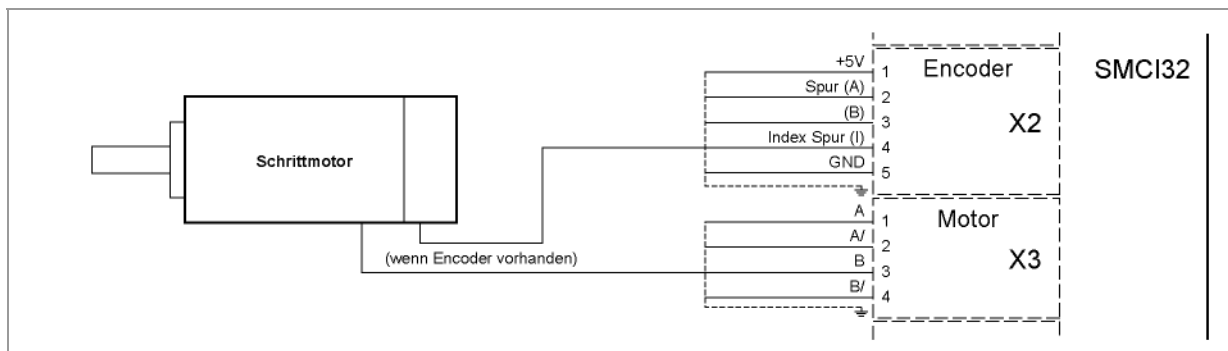 +5V
1
Encoder
SMCI32
Spur (A)
2
(B)
3
X2
Index Spur (I)
4
GND
5
Schrittmotor
A
1
Motor
A/
2
(wenn Encoder vorhanden)
B
3
X3
B/
4